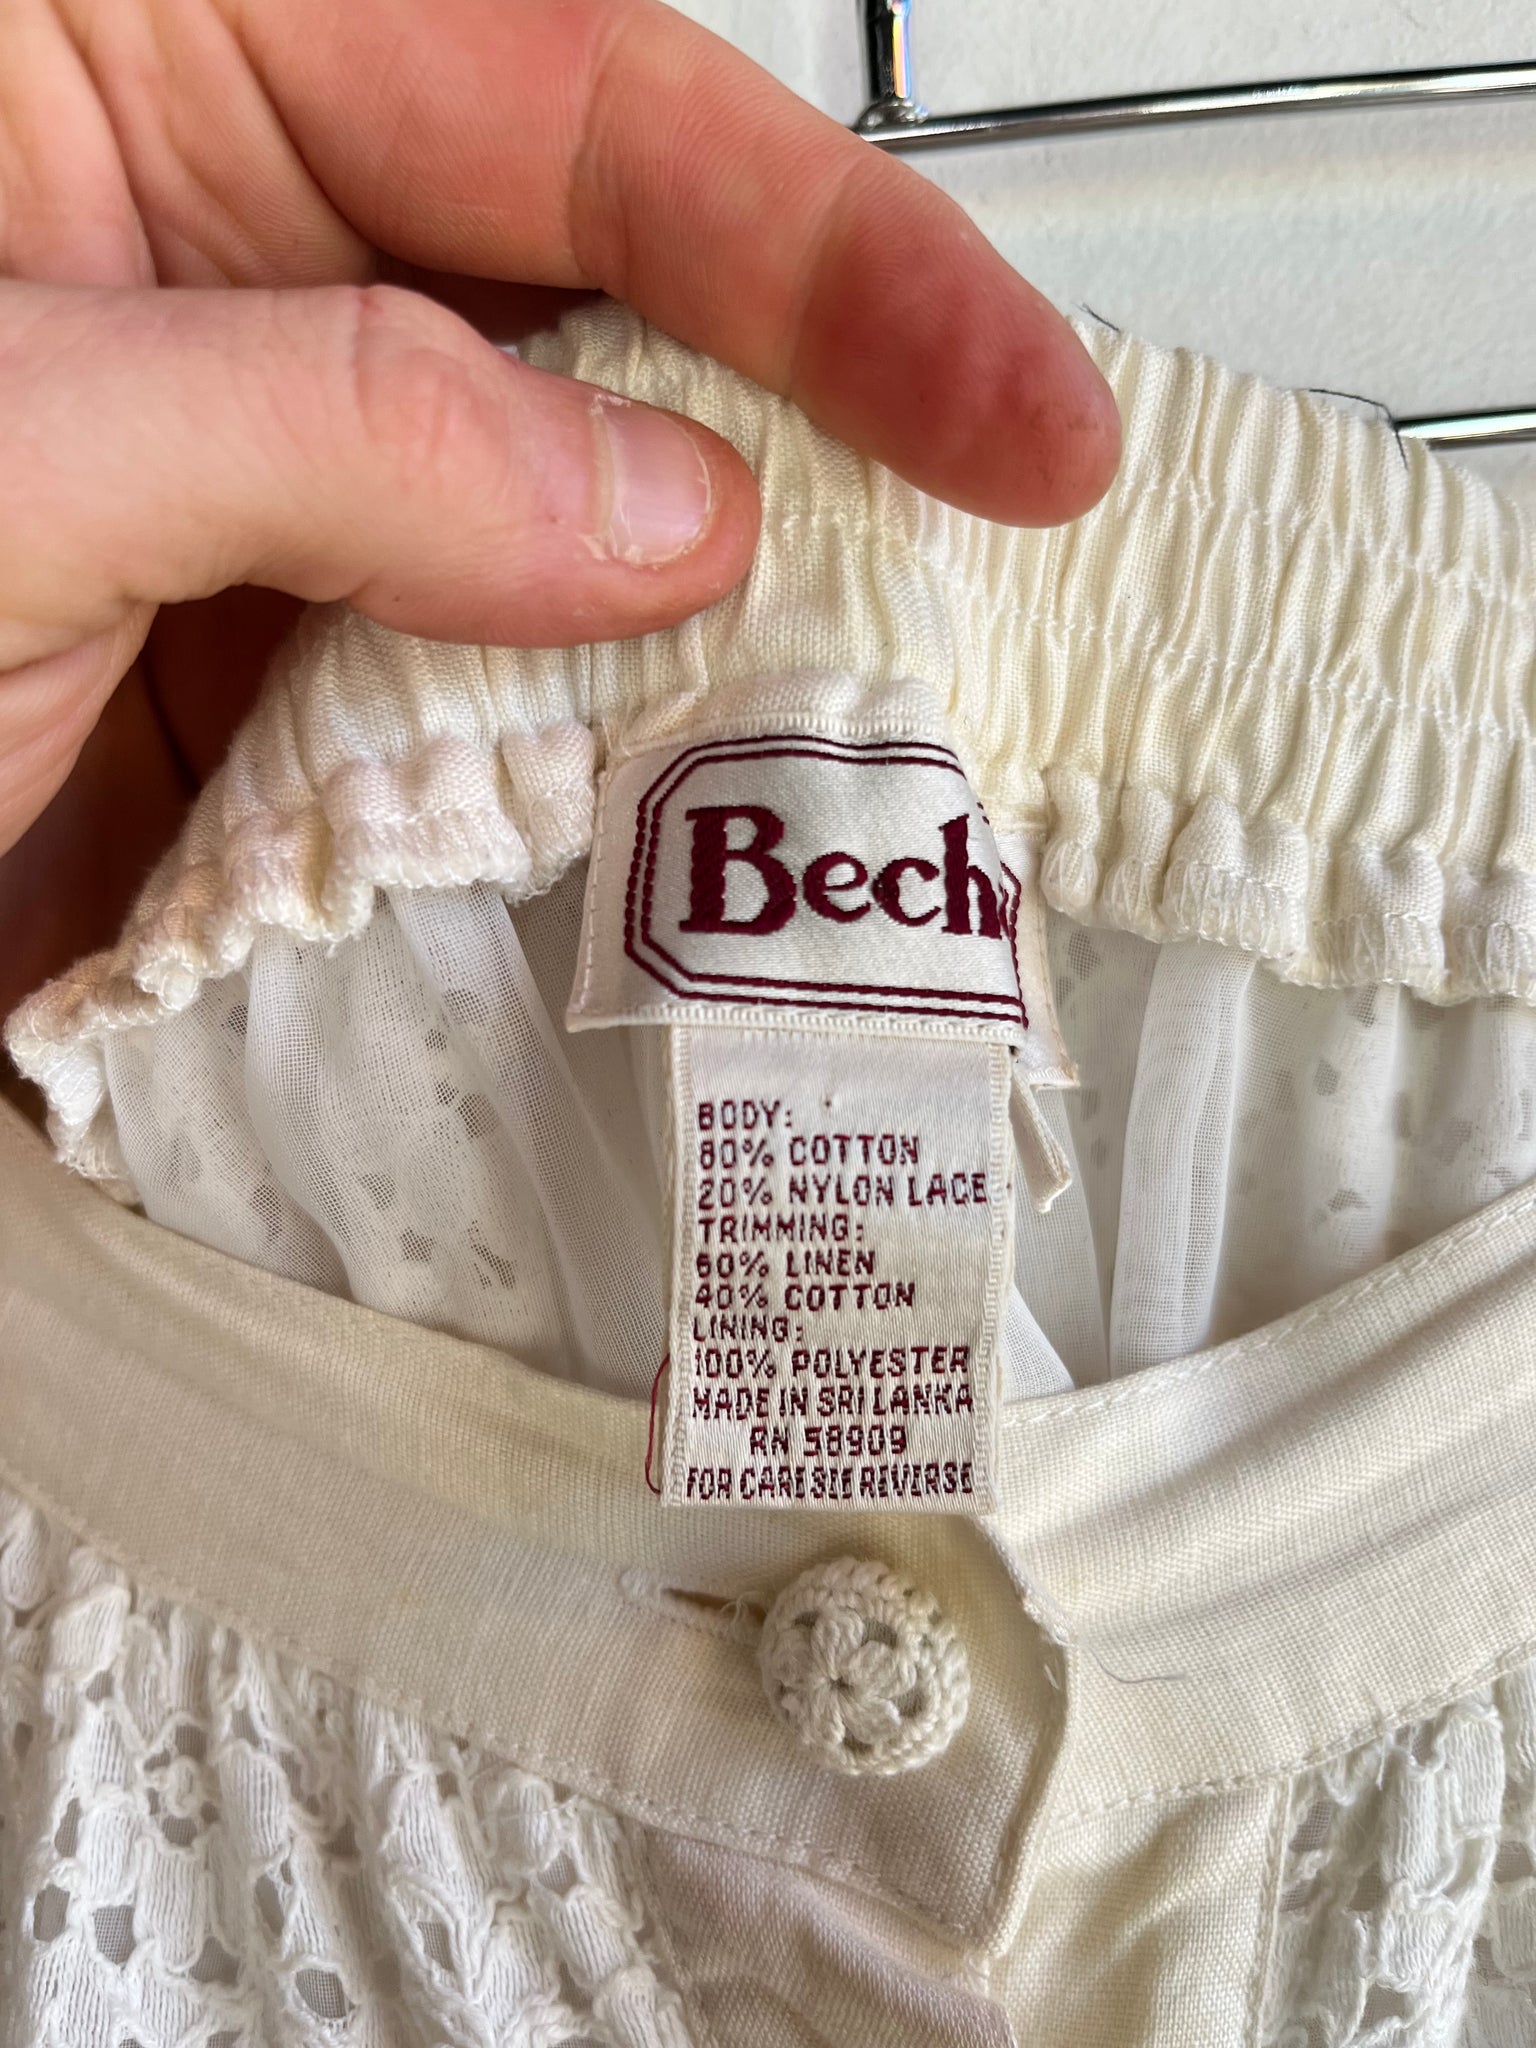 Bech
BODY:
80% COTTON
20% NYLON LACE
TRIMMING:
60% LINEN
40% COTTON
LINING:
100% POLYESTER
MADE IN SRI LANKA
RN 58909
FOR CARE SEE REVERSE